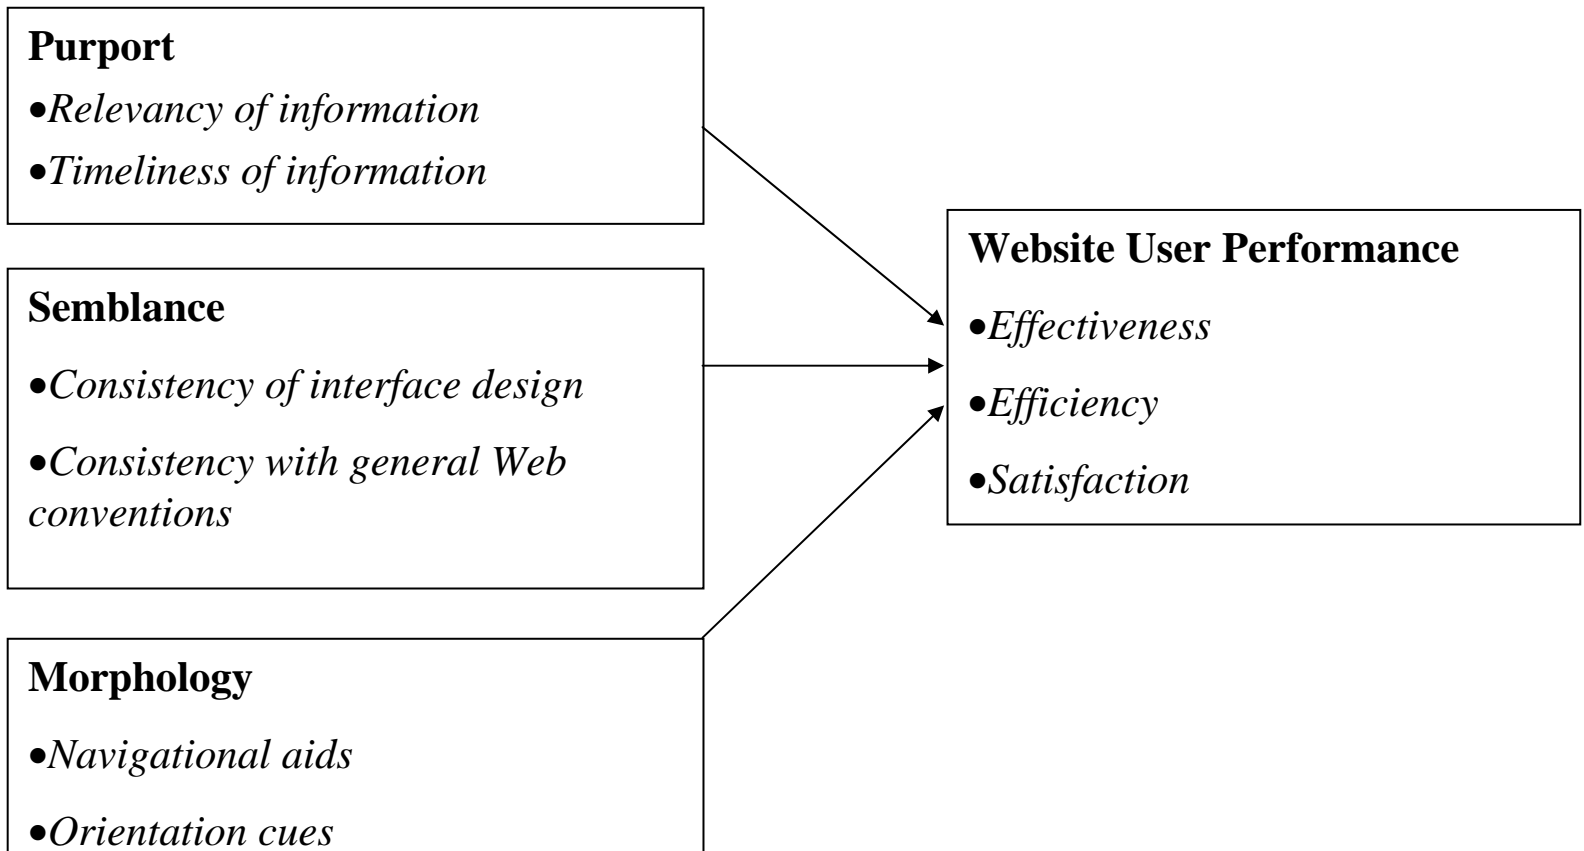 Purport
•Relevancy of information
•Timeliness of information
Semblance
•Consistency of interface design
•Consistency with general Web
conventions
Morphology
•Navigational aids
•Orientation cues
Website User Performance
•Effectiveness
•Efficiency
•Satisfaction